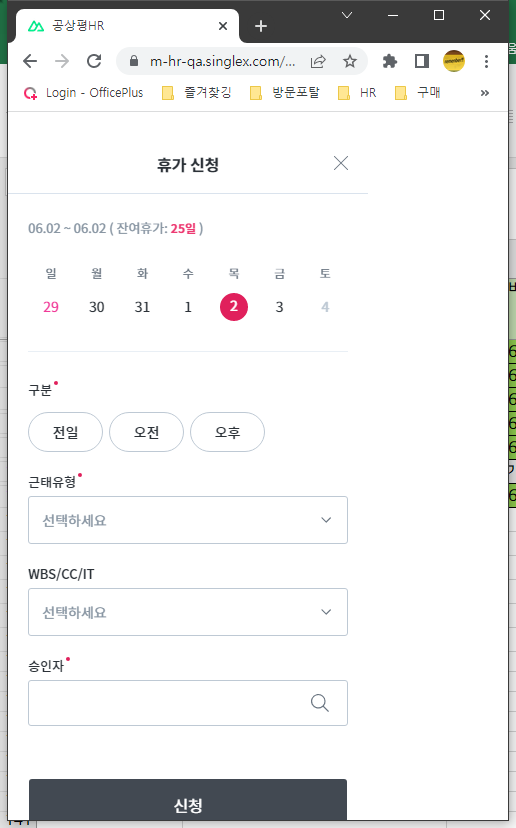 공상평HR
m-hr-qa.singlex.com/...
Login - OfficePlus 즐겨찾깅 방문포탈 HR 구매 »
휴가 신청
06.02 ~ 06.02 ( 잔여휴가: 25일 )
일 월 화 수 목 금 토
29 30 31 1 2 3 4
구분
전일 오전 오후
근태유형
선택하세요
WBS/CC/IT
선택하세요
승인자
신청